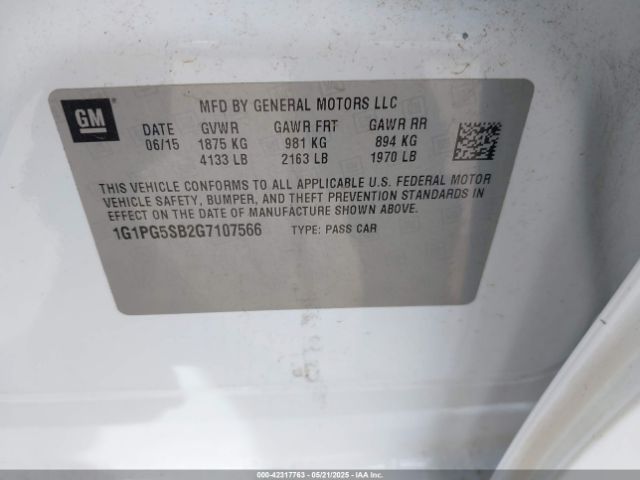 GM
MFD BY GENERAL MOTORS LLC
DATE GVWR GAWR FRT GAWR RR
06/15 1875 KG 981 KG 894 KG
4133 LB 2163 LB 1970 LB
THIS VEHICLE CONFORMS TO ALL APPLICABLE U.S. FEDERAL MOTOR
VEHICLE SAFETY, BUMPER, AND THEFT PREVENTION STANDARDS IN
EFFECT ON THE DATE OF MANUFACTURE SHOWN ABOVE.
1G1PG5SB2G7107566 TYPE: PASS CAR
000-42317763 - 05/21/2025 - IAA Inc.